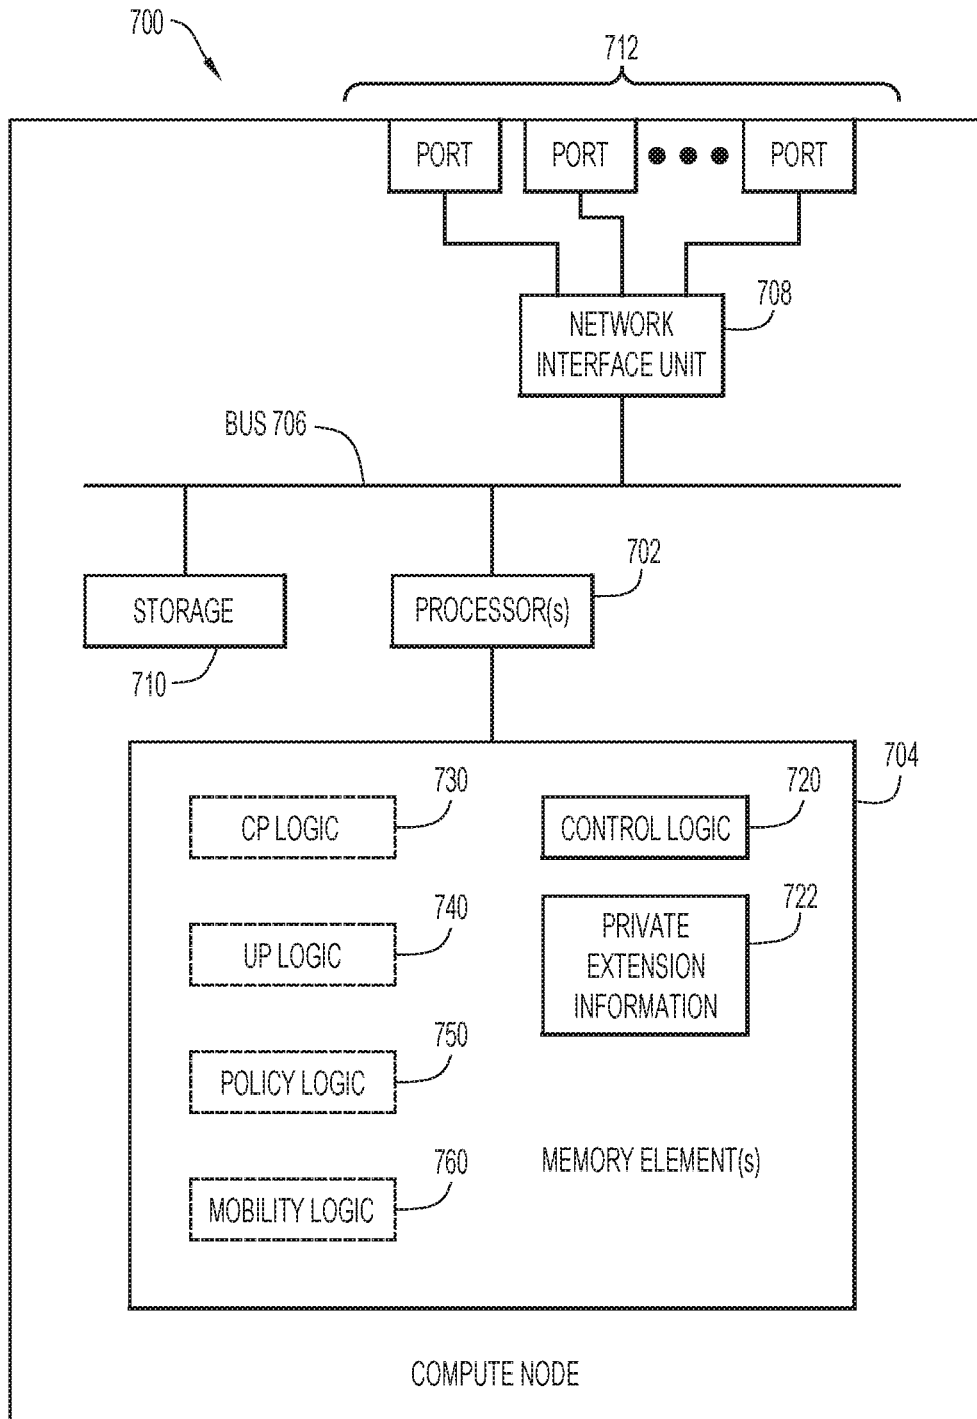 700
712
PORT
PORT
PORT
708
NETWORK
INTERFACE UNIT
BUS 706
702
STORAGE
PROCESSOR(s)
710
704
730
720
CP LOGIC
CONTROL LOGIC
740
722
UP LOGIC
PRIVATE
EXTENSION
INFORMATION
750
POLICY LOGIC
760
MEMORY ELEMENT(s)
MOBILITY LOGIC
COMPUTE NODE